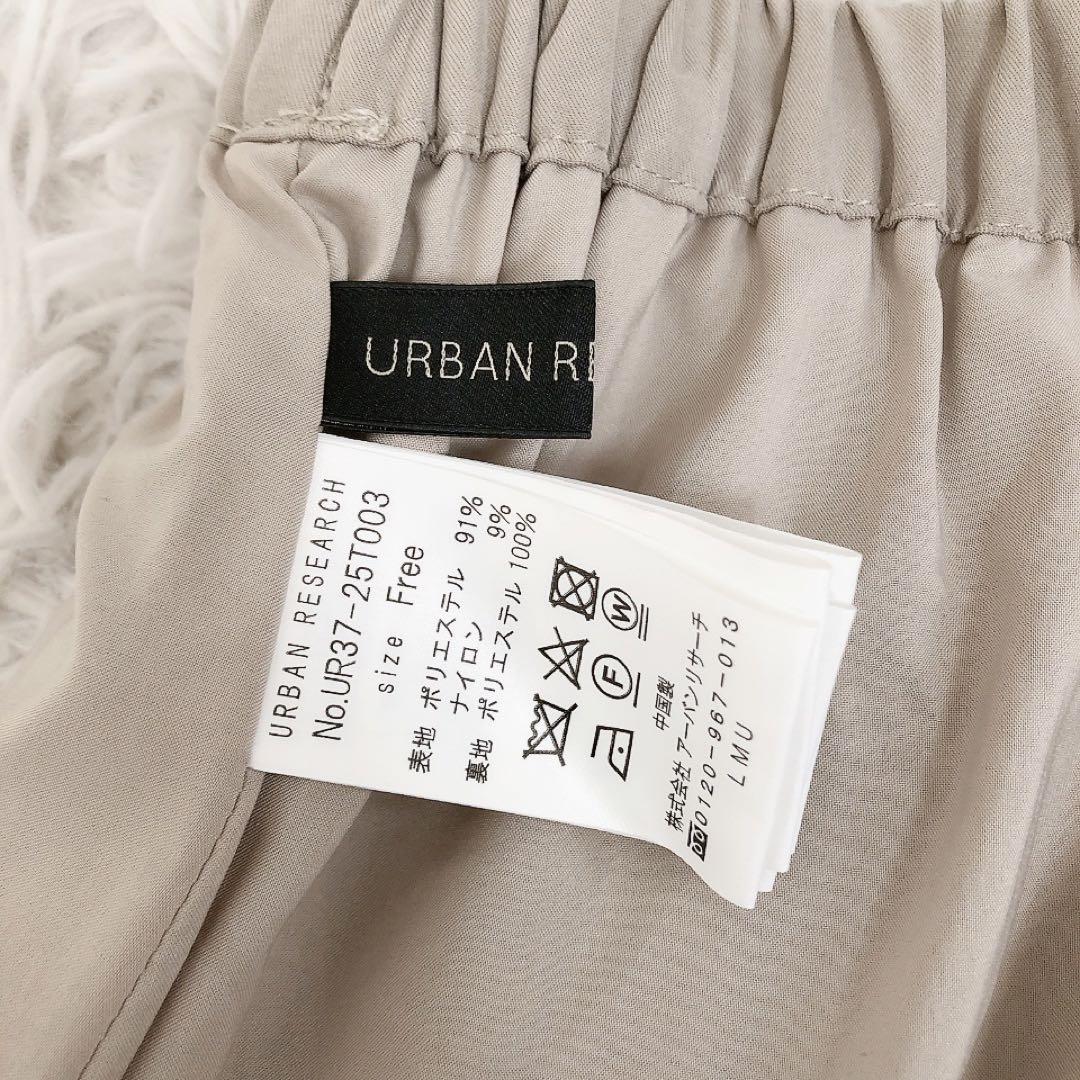 URBAN RE
URBAN RESEARCH
No.UR37-25T003
size Free
表地 ポリエステル 91%
ナイロン 9%
裏地 ポリエステル 100%
W
F
中国製
株式会社 アーバンリサーチ
0120-967-013
LMU